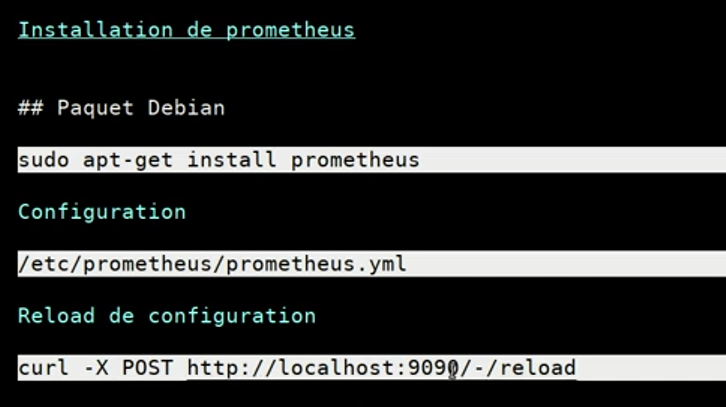 Installation de prometheus
## Paquet Debian
sudo apt-get install prometheus
Configuration
/etc/prometheus/prometheus.yml
Reload de configuration
curl -X POST http://localhost:9090/-/reload